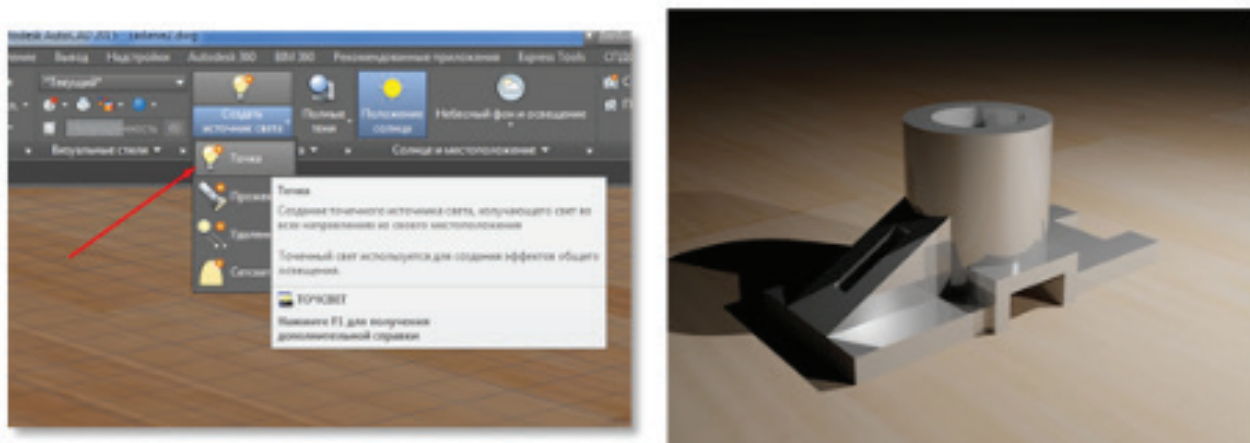 Autodesk AutoCAD 2015 zadanie2.dwg
Вывод Надстройки Autodesk 360 BIM 360 Рекомендованные приложения Express Tools
*Текущий*
Создать источник света
Полные тени
Положение солнца
Небесный фон и освещение
Визуальные стили
Солнце и местоположение
Точка
Точка
Создание точечного источника света, излучающего свет во
всех направлениях из своего местоположения
Точечный свет используется для создания эффектов общего
освещения.
ТОЧСВЕТ
Нажмите F1 для получения
дополнительной справки